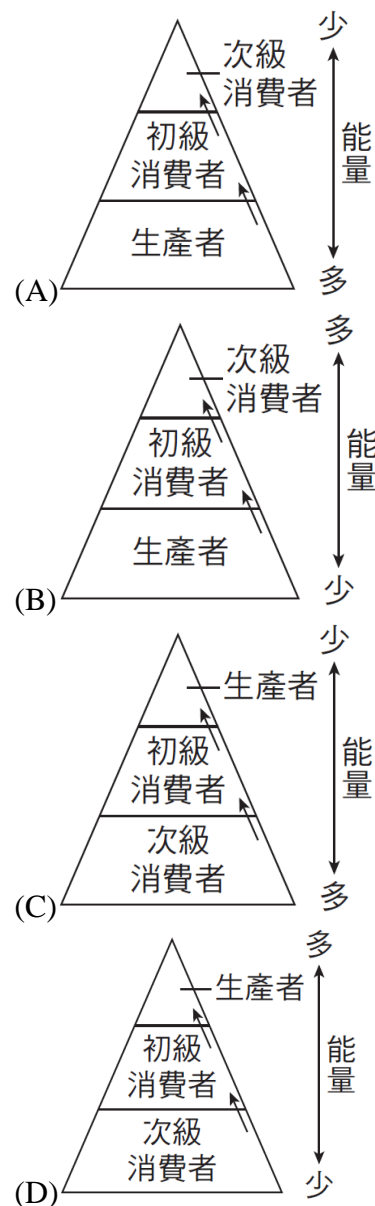 少
次級
消費者
初級
消費者
能量
生產者
多
(A)
多
次級
消費者
初級
消費者
能量
生產者
少
(B)
少
生產者
初級
消費者
能量
次級
消費者
多
(C)
多
生產者
初級
消費者
能量
次級
消費者
少
(D)